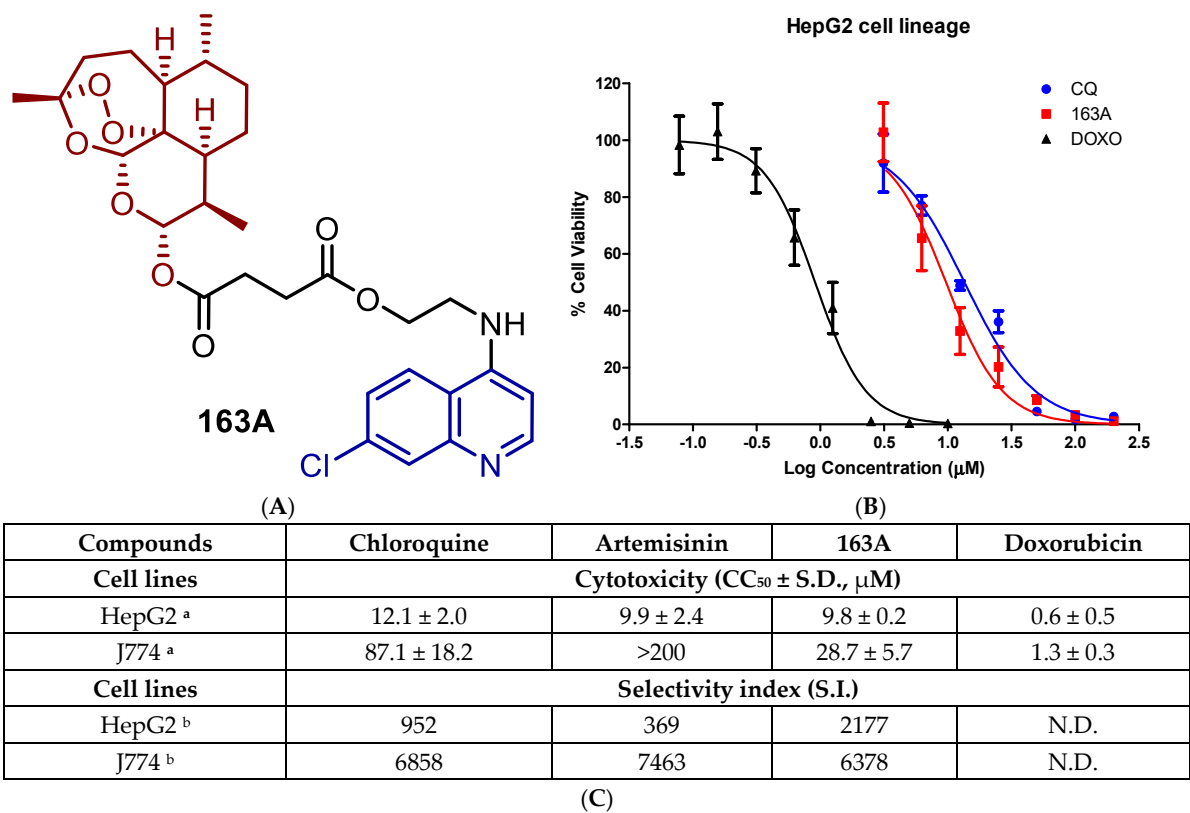 H
O
O
O
H
O
O
O
O
O
NH
N
Cl
163A
(A)
HepG2 cell lineage
CQ
163A
DOXO
% Cell Viability
120
100
80
60
40
20
0
-1.5 -1.0 -0.5 0.0 0.5 1.0 1.5 2.0 2.5
Log Concentration (μM)
(B)
Compounds Chloroquine Artemisinin 163A Doxorubicin
Cell lines Cytotoxicity (CC₅₀ ± S.D., μM)
HepG2 ᵃ 12.1 ± 2.0 9.9 ± 2.4 9.8 ± 0.2 0.6 ± 0.5
J774 ᵃ 87.1 ± 18.2 >200 28.7 ± 5.7 1.3 ± 0.3
Cell lines Selectivity index (S.I.)
HepG2 ᵇ 952 369 2177 N.D.
J774 ᵇ 6858 7463 6378 N.D.
(C)